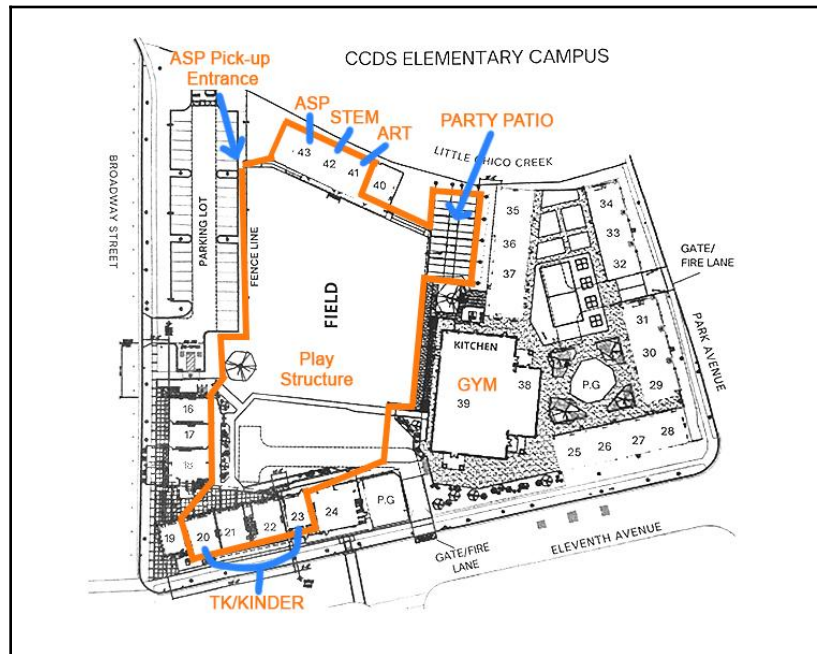 CCDS ELEMENTARY CAMPUS
ASP Pick-up
Entrance
ASP
STEM
ART
PARTY PATIO
LITTLE CHICO CREEK
43
42
41
40
35
36
37
34
33
32
GATE/
FIRE LANE
BROADWAY STREET
PARKING LOT
FENCE LINE
FIELD
Play
Structure
KITCHEN
GYM
39
38
P.G
31
30
29
PARK AVENUE
16
17
18
25
26
27
28
19
20
21
22
23
24
P.G
GATE/FIRE
LANE
ELEVENTH AVENUE
TK/KINDER